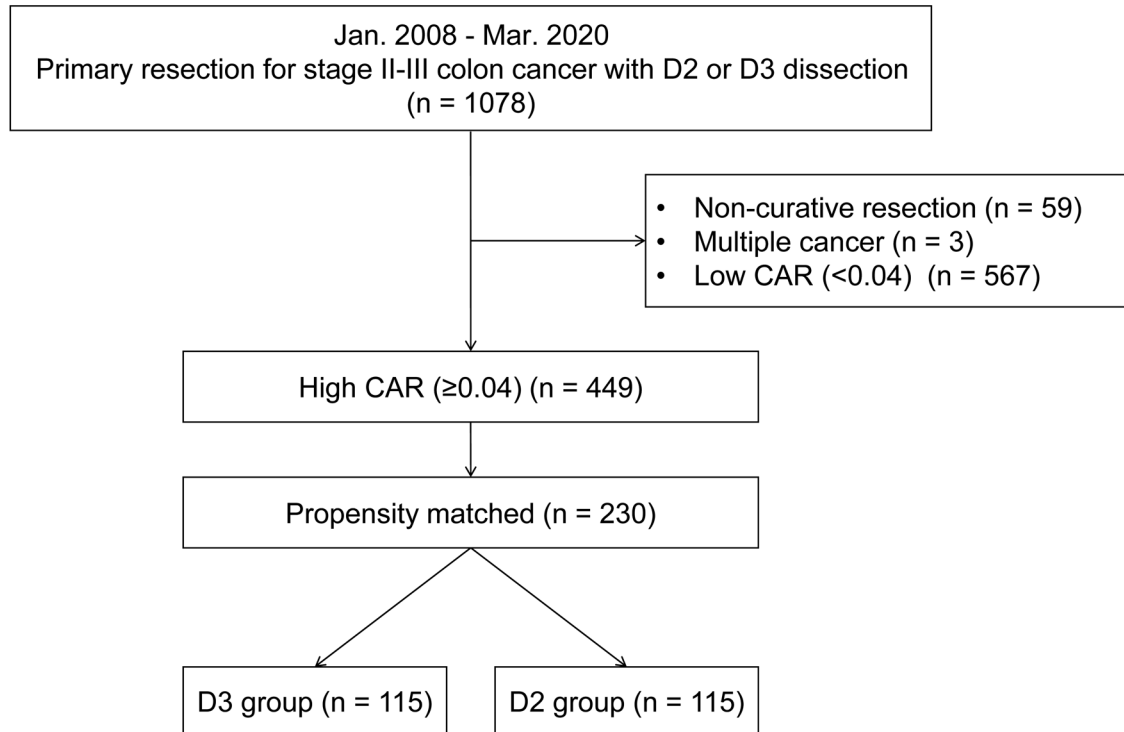 Jan. 2008 - Mar. 2020
Primary resection for stage II-III colon cancer with D2 or D3 dissection
(n = 1078)
• Non-curative resection (n = 59)
• Multiple cancer (n = 3)
• Low CAR (<0.04)  (n = 567)
High CAR (≥0.04) (n = 449)
Propensity matched (n = 230)
D3 group (n = 115)
D2 group (n = 115)